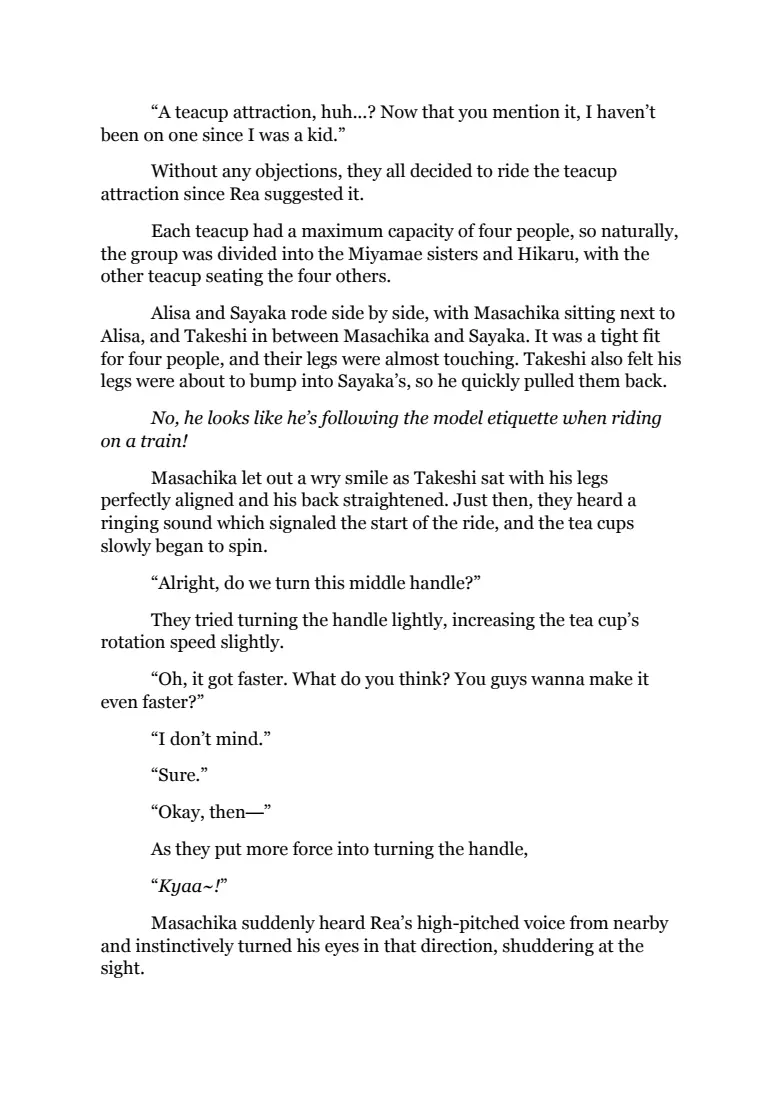 “A teacup attraction, huh...? Now that you mention it, I haven’t
been on one since I was a kid.”
Without any objections, they all decided to ride the teacup
attraction since Rea suggested it.
Each teacup had a maximum capacity of four people, so naturally,
the group was divided into the Miyamae sisters and Hikaru, with the
other teacup seating the four others.
Alisa and Sayaka rode side by side, with Masachika sitting next to
Alisa, and Takeshi in between Masachika and Sayaka. It was a tight fit
for four people, and their legs were almost touching. Takeshi also felt his
legs were about to bump into Sayaka’s, so he quickly pulled them back.
No, he looks like he’s following the model etiquette when riding
on a train!
Masachika let out a wry smile as Takeshi sat with his legs
perfectly aligned and his back straightened. Just then, they heard a
ringing sound which signaled the start of the ride, and the tea cups
slowly began to spin.
“Alright, do we turn this middle handle?”
They tried turning the handle lightly, increasing the tea cup’s
rotation speed slightly.
“Oh, it got faster. What do you think? You guys wanna make it
even faster?”
“I don’t mind.”
“Sure.”
“Okay, then—”
As they put more force into turning the handle,
“Kyaa~!”
Masachika suddenly heard Rea’s high-pitched voice from nearby
and instinctively turned his eyes in that direction, shuddering at the
sight.